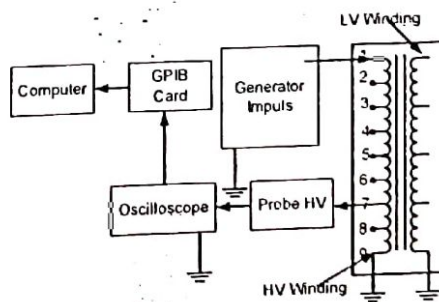 LV Winding
Computer
GPIB
Card
Generator
Impuls
1
2
3
4
5
6
7
8
9
Oscilloscope
Probe HV
HV Winding